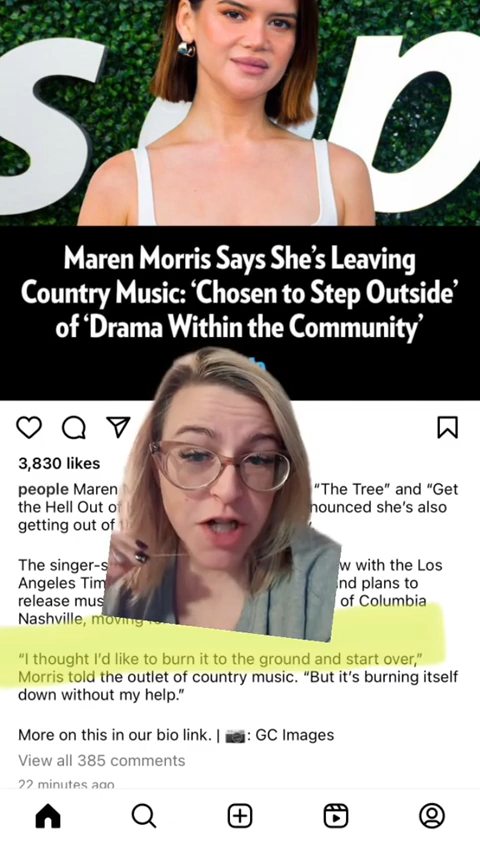 s p
Maren Morris Says She's Leaving
Country Music: 'Chosen to Step Outside'
of 'Drama Within the Community'
3,830 likes
people Maren "The Tree" and "Get
the Hell Out o nounced she's also
getting out of
The singer-s w with the Los
Angeles Tim nd plans to
release mus of Columbia
Nashville, moving
"I thought I'd like to burn it to the ground and start over,"
Morris told the outlet of country music. "But it's burning itself
down without my help."
More on this in our bio link. | 📷: GC Images
View all 385 comments
22 minutes ago